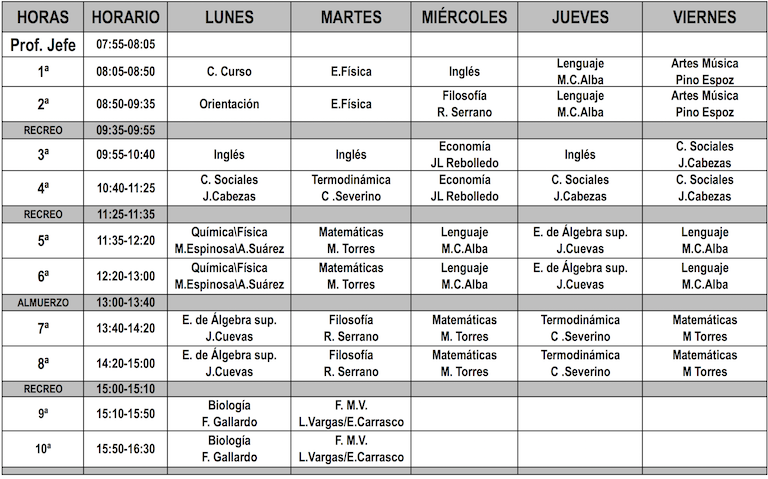 HORAS HORARIO LUNES MARTES MIÉRCOLES JUEVES VIERNES
Prof. Jefe 07:55-08:05
1ª 08:05-08:50 C. Curso E.Física Inglés Lenguaje M.C.Alba Artes Música Pino Espoz
2ª 08:50-09:35 Orientación E.Física Filosofía R. Serrano Lenguaje M.C.Alba Artes Música Pino Espoz
RECREO 09:35-09:55
3ª 09:55-10:40 Inglés Inglés Economía JL Rebolledo Inglés C. Sociales J.Cabezas
4ª 10:40-11:25 C. Sociales J.Cabezas Termodinámica C .Severino Economía JL Rebolledo C. Sociales J.Cabezas C. Sociales J.Cabezas
RECREO 11:25-11:35
5ª 11:35-12:20 Química\Física M.Espinosa\A.Suárez Matemáticas M. Torres Lenguaje M.C.Alba E. de Álgebra sup. J.Cuevas Lenguaje M.C.Alba
6ª 12:20-13:00 Química\Física M.Espinosa\A.Suárez Matemáticas M. Torres Lenguaje M.C.Alba E. de Álgebra sup. J.Cuevas Lenguaje M.C.Alba
ALMUERZO 13:00-13:40
7ª 13:40-14:20 E. de Álgebra sup. J.Cuevas Filosofía R. Serrano Matemáticas M. Torres Termodinámica C .Severino Matemáticas M Torres
8ª 14:20-15:00 E. de Álgebra sup. J.Cuevas Filosofía R. Serrano Matemáticas M. Torres Termodinámica C .Severino Matemáticas M Torres
RECREO 15:00-15:10
9ª 15:10-15:50 Biología F. Gallardo F. M.V. L.Vargas/E.Carrasco
10ª 15:50-16:30 Biología F. Gallardo F. M.V. L.Vargas/E.Carrasco